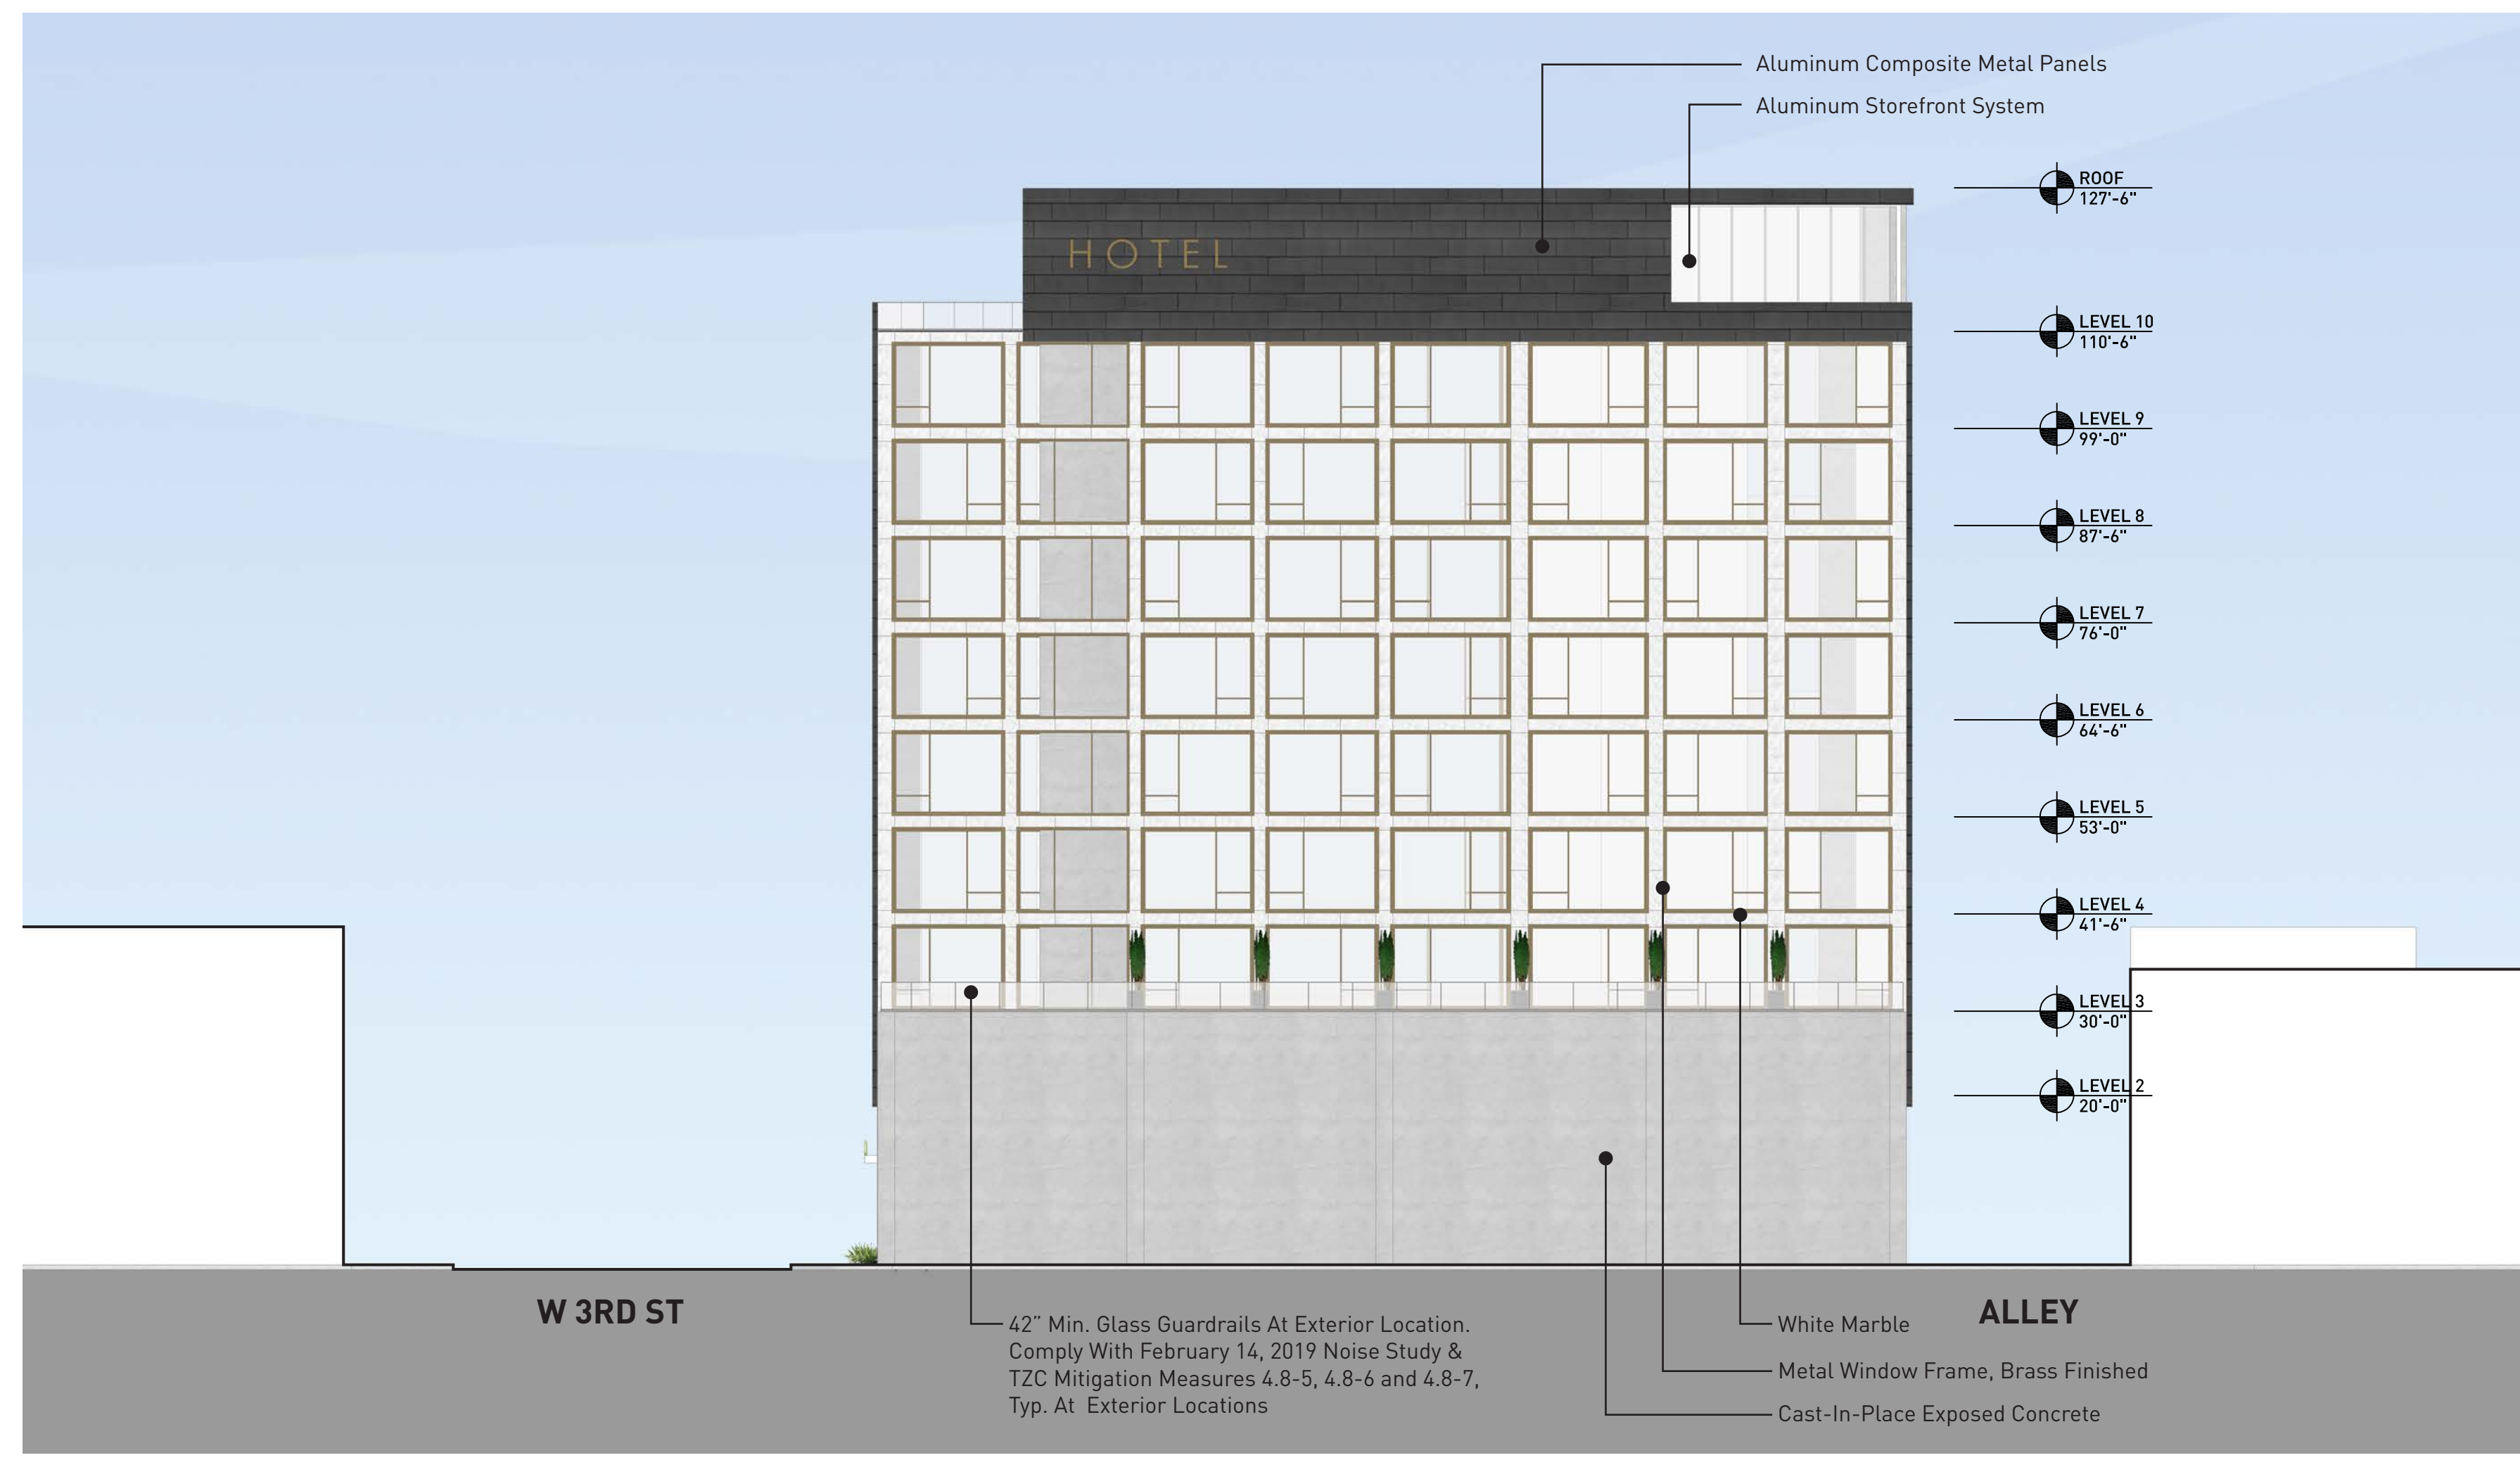 Aluminum Composite Metal Panels
Aluminum Storefront System
ROOF
127'-6"
HOTEL
LEVEL 10
110'-6"
LEVEL 9
99'-0"
LEVEL 8
87'-6"
LEVEL 7
76'-0"
LEVEL 6
64'-6"
LEVEL 5
53'-0"
LEVEL 4
41'-6"
LEVEL 3
30'-0"
LEVEL 2
20'-0"
W 3RD ST
ALLEY
42” Min. Glass Guardrails At Exterior Location.
Comply With February 14, 2019 Noise Study &
TZC Mitigation Measures 4.8-5, 4.8-6 and 4.8-7,
Typ. At Exterior Locations
White Marble
Metal Window Frame, Brass Finished
Cast-In-Place Exposed Concrete